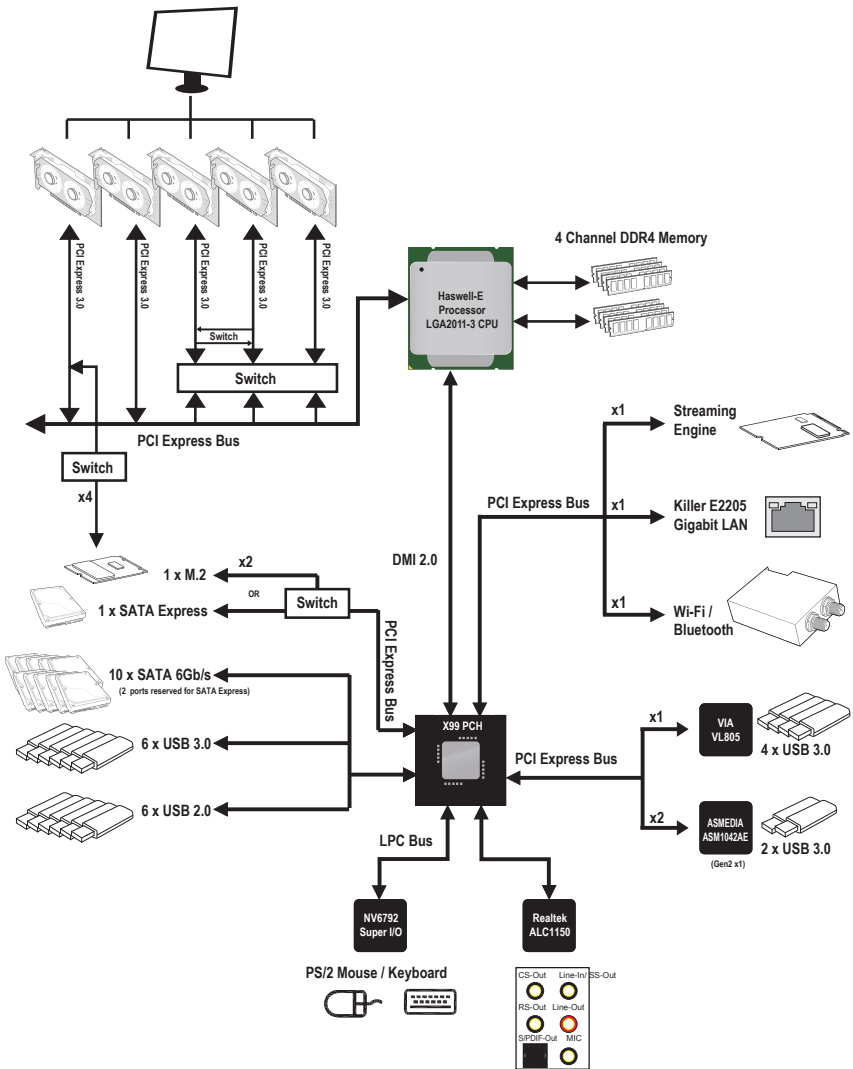 PCI Express 3.0
PCI Express 3.0
PCI Express 3.0
PCI Express 3.0
PCI Express 3.0
Switch
Switch
PCI Express Bus
Switch
x4
Haswell-E
Processor
LGA2011-3 CPU
4 Channel DDR4 Memory
DMI 2.0
PCI Express Bus
x1
Streaming
Engine
x1
Killer E2205
Gigabit LAN
x1
Wi-Fi /
Bluetooth
1 x M.2
x2
OR
Switch
1 x SATA Express
PCI Express Bus
10 x SATA 6Gb/s
(2 ports reserved for SATA Express)
6 x USB 3.0
6 x USB 2.0
X99 PCH
PCI Express Bus
x1
VIA
VL805
4 x USB 3.0
x2
ASMEDIA
ASM1042AE
(Gen2 x1)
2 x USB 3.0
LPC Bus
NV6792
Super I/O
PS/2 Mouse / Keyboard
Realtek
ALC1150
CS-Out
Line-In/ SS-Out
RS-Out
Line-Out
S/PDIF-Out
MIC